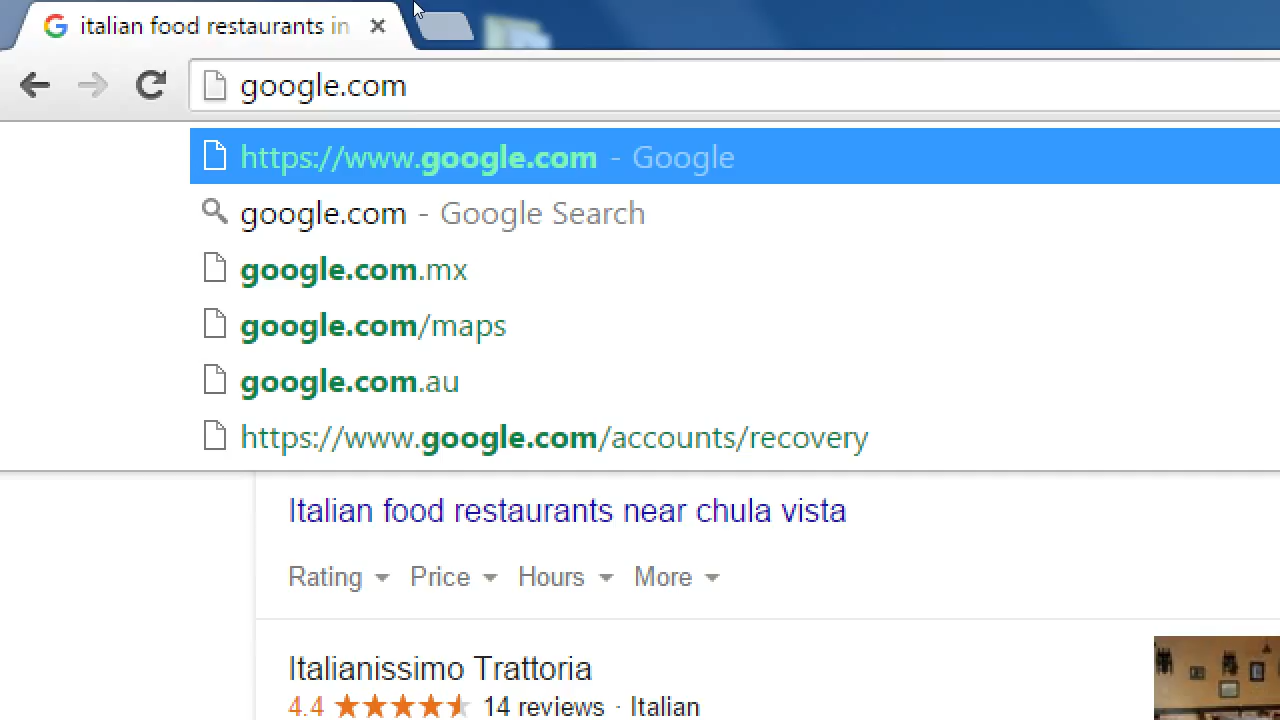 italian food restaurants in
google.com
https://www.google.com - Google
google.com - Google Search
google.com.mx
google.com/maps
google.com.au
https://www.google.com/accounts/recovery
Italian food restaurants near chula vista
Rating Price Hours More
Italianissimo Trattoria
4.4 14 reviews · Italian